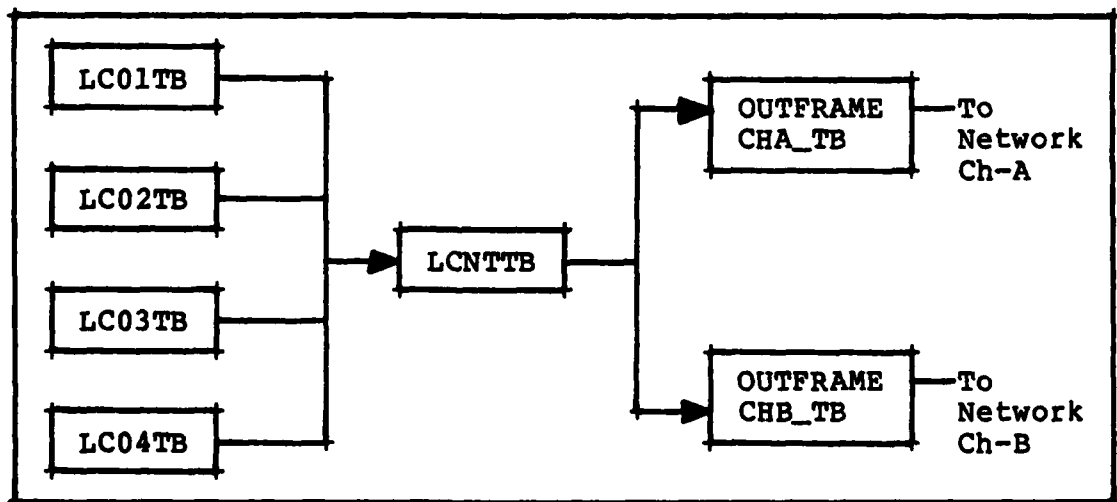 LC01TB
LC02TB
LC03TB
LC04TB
LCNTTB
OUTFRAME
CHA_TB
To
Network
Ch-A
OUTFRAME
CHB_TB
To
Network
Ch-B